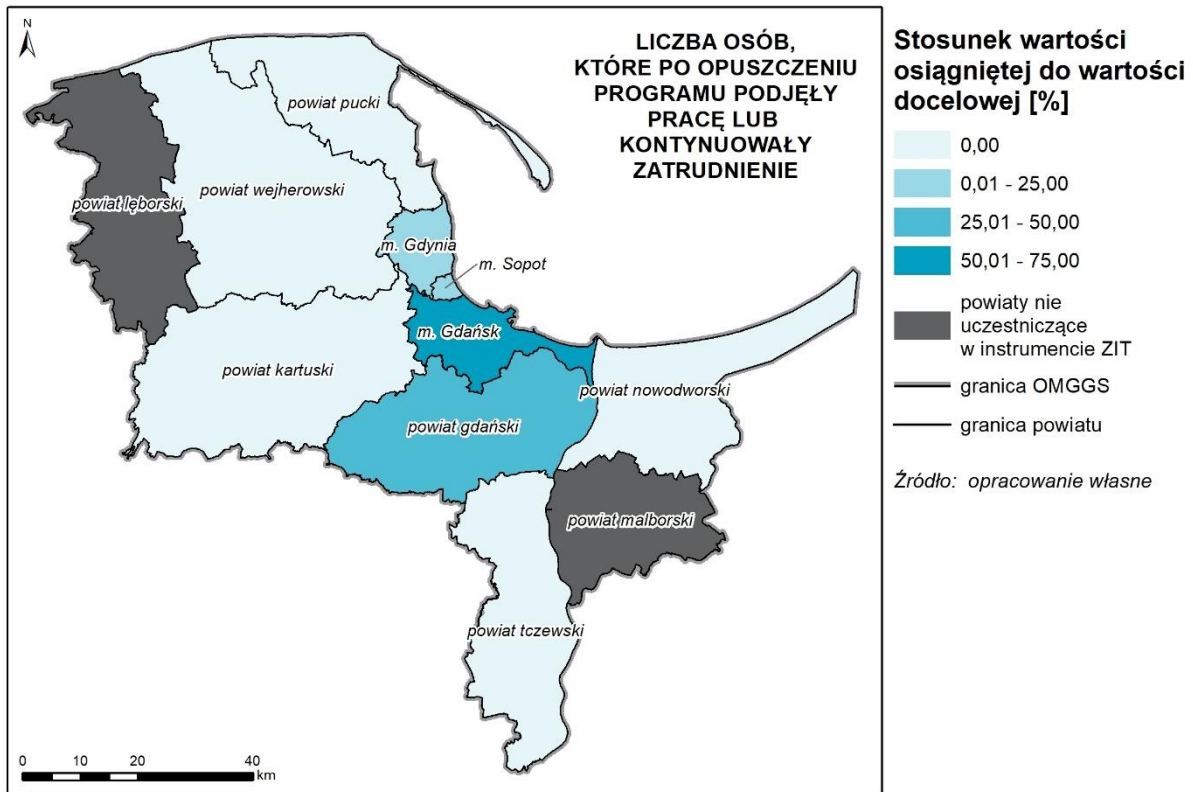 N
LICZBA OSÓB,
KTÓRE PO OPUSZCZENIU
PROGRAMU PODJĘŁY
PRACĘ LUB
KONTYNUOWAŁY
ZATRUDNIENIE
powiat pucki
powiat wejherowski
powiat lęborski
m. Gdynia
m. Sopot
m. Gdańsk
powiat kartuski
powiat nowodworski
powiat gdański
powiat malborski
powiat tczewski
0 10 20 40
km
Stosunek wartości
osiągniętej do wartości
docelowej [%]
0,00
0,01 - 25,00
25,01 - 50,00
50,01 - 75,00
powiaty nie
uczestniczące
w instrumencie ZIT
granica OMGGS
granica powiatu
Źródło: opracowanie własne